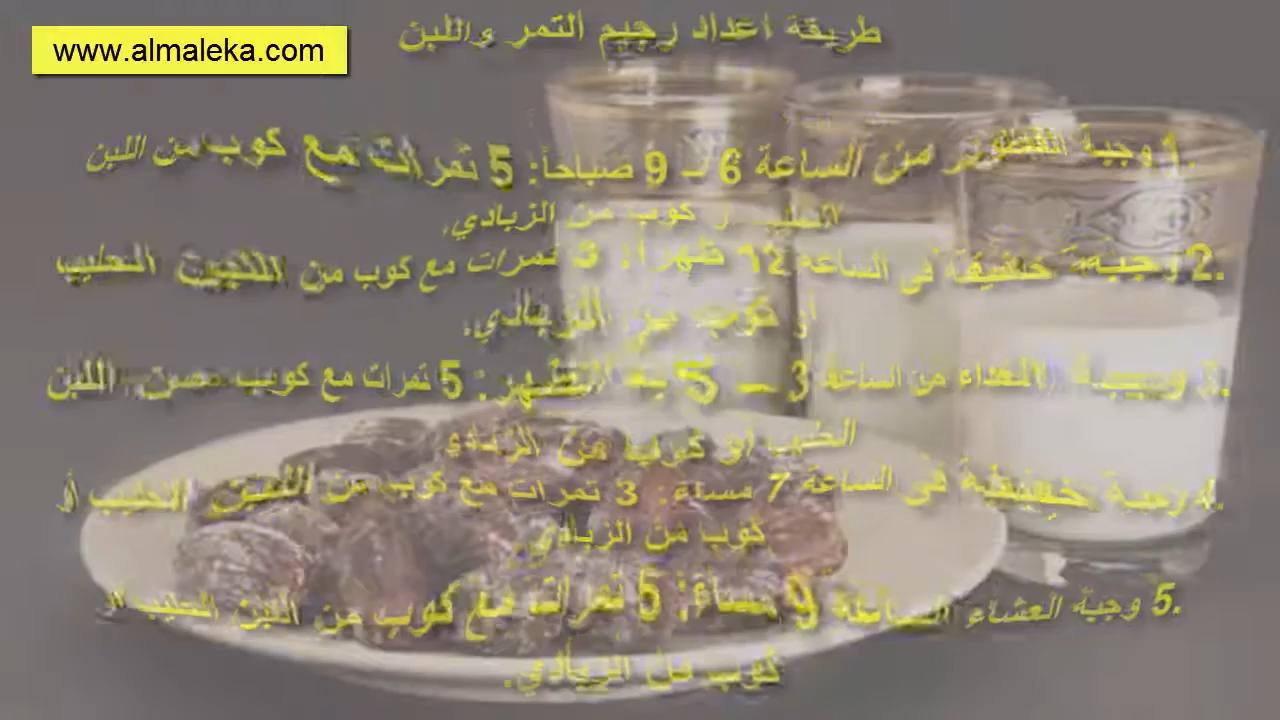 www.almaleka.com
طريقة اعداد رجيم التمر واللبن
1. وجبة الفطور من الساعة 6 – 9 صباحاً: 5 تمرات مع كوب من اللبن
الحليب أو كوب من الزبادي.
2. وجبة خفيفة في الساعة 12 ظهراً: 3 تمرات مع كوب من اللبن الحليب
أو كوب من الزبادي.
3. وجبة الغداء من الساعة 3 – 5 بعد الظهر: 5 تمرات مع كوب من اللبن
الحليب أو كوب من الزبادي
4. وجبة خفيفة في الساعة 7 مساء: 3 تمرات مع كوب من اللبن الحليب أو
كوب من الزبادي.
5. وجبة العشاء الساعة 9 مساء: 5 تمرات مع كوب من اللبن الحليب أو
كوب من الزبادي.